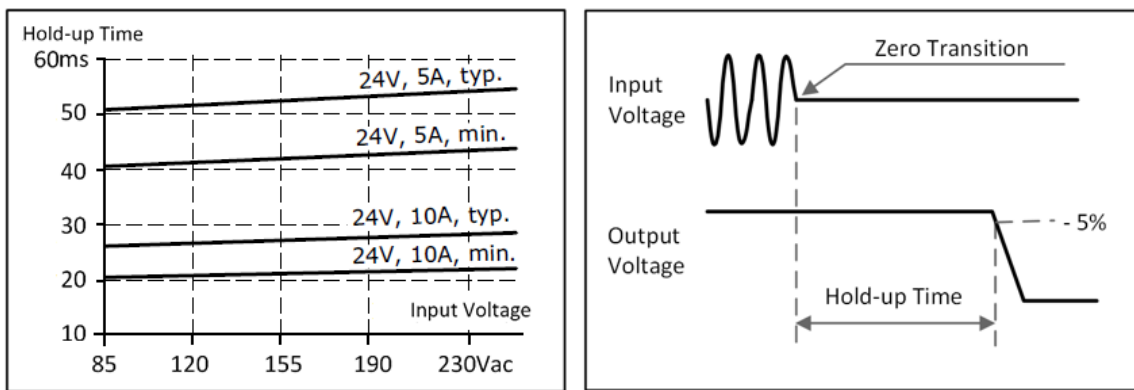 Hold-up Time
60ms
50
40
30
20
10
24V, 5A, typ.
24V, 5A, min.
24V, 10A, typ.
24V, 10A, min.
Input Voltage
85 120 155 190 230Vac
Zero Transition
Input
Voltage
Output
Voltage
- 5%
Hold-up Time